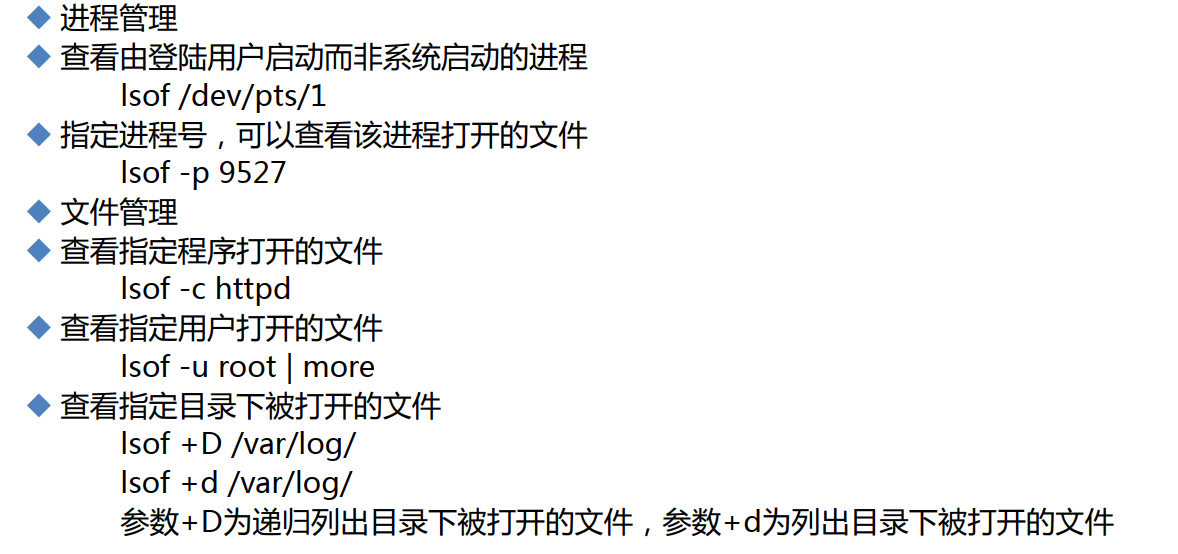 进程管理
查看由登陆用户启动而非系统启动的进程
lsof /dev/pts/1
指定进程号，可以查看该进程打开的文件
lsof -p 9527
文件管理
查看指定程序打开的文件
lsof -c httpd
查看指定用户打开的文件
lsof -u root | more
查看指定目录下被打开的文件
lsof +D /var/log/
lsof +d /var/log/
参数+D为递归列出目录下被打开的文件，参数+d为列出目录下被打开的文件